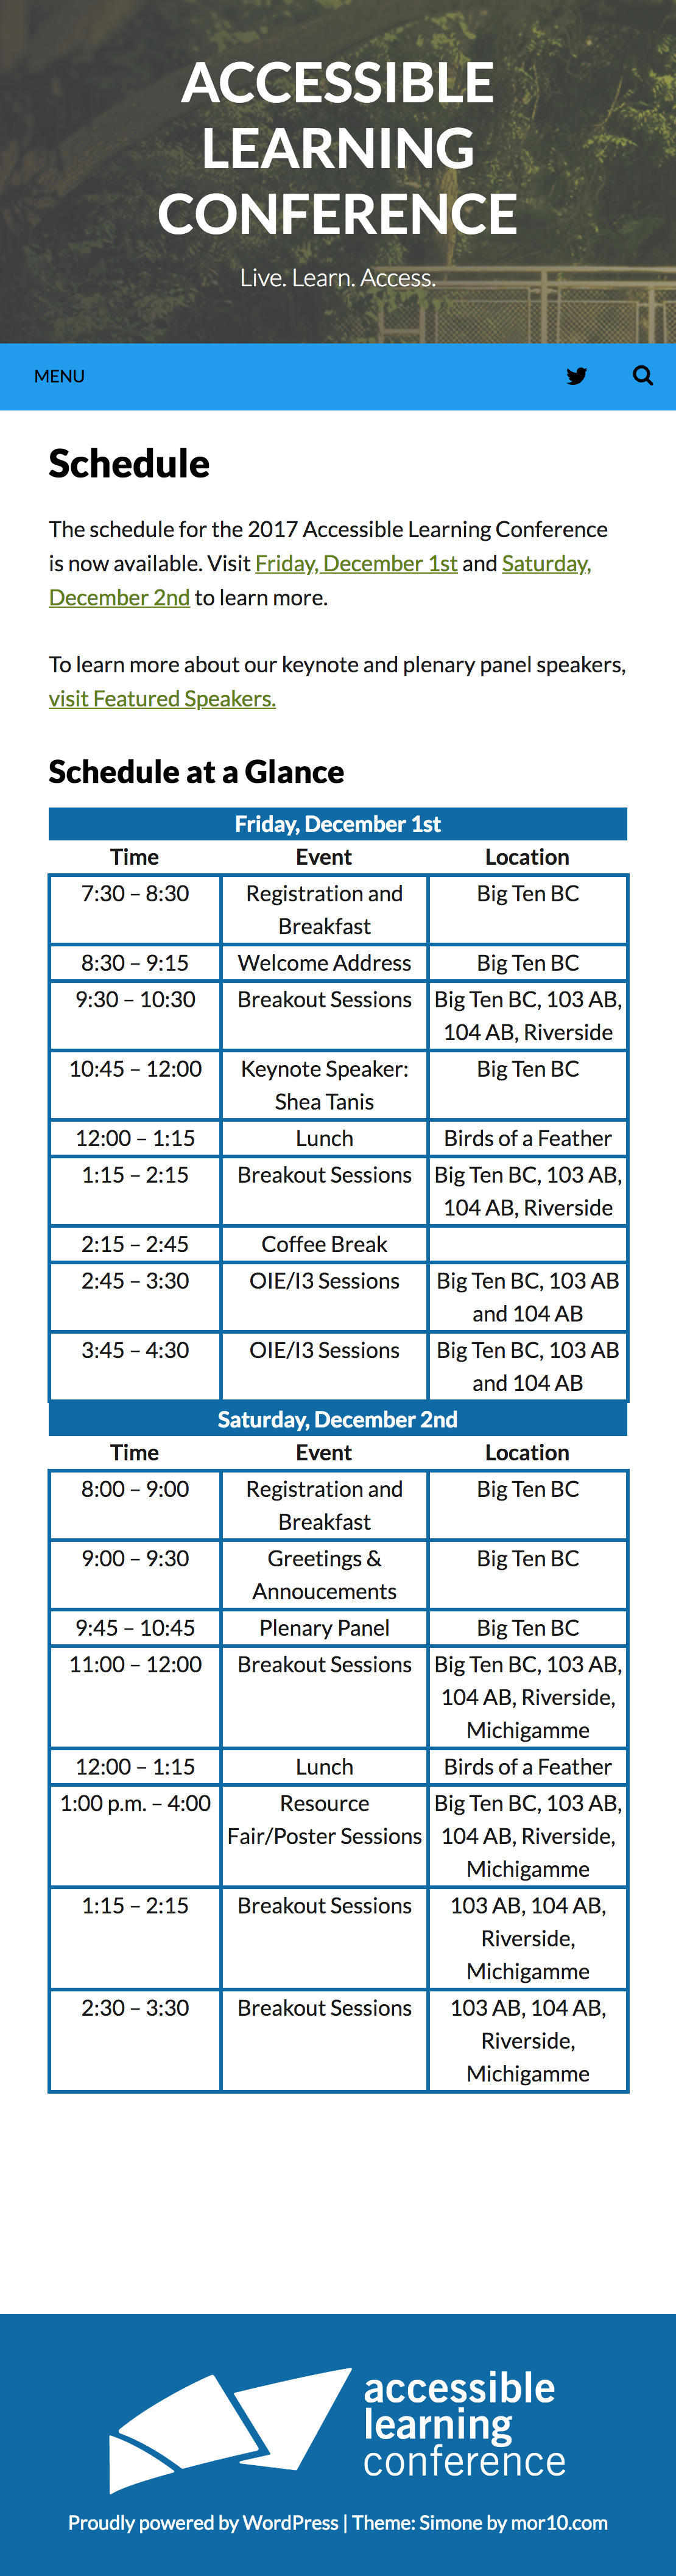 ACCESSIBLE
LEARNING
CONFERENCE
Live. Learn. Access.
MENU
Schedule
The schedule for the 2017 Accessible Learning Conference
is now available. Visit Friday, December 1st and Saturday,
December 2nd to learn more.
To learn more about our keynote and plenary panel speakers,
visit Featured Speakers.
Schedule at a Glance
Friday, December 1st
Time Event Location
7:30 – 8:30 Registration and Big Ten BC
Breakfast
8:30 – 9:15 Welcome Address Big Ten BC
9:30 – 10:30 Breakout Sessions Big Ten BC, 103 AB,
104 AB, Riverside
10:45 – 12:00 Keynote Speaker: Big Ten BC
Shea Tanis
12:00 – 1:15 Lunch Birds of a Feather
1:15 – 2:15 Breakout Sessions Big Ten BC, 103 AB,
104 AB, Riverside
2:15 – 2:45 Coffee Break
2:45 – 3:30 OIE/I3 Sessions Big Ten BC, 103 AB
and 104 AB
3:45 – 4:30 OIE/I3 Sessions Big Ten BC, 103 AB
and 104 AB
Saturday, December 2nd
Time Event Location
8:00 – 9:00 Registration and Big Ten BC
Breakfast
9:00 – 9:30 Greetings & Big Ten BC
Annoucements
9:45 – 10:45 Plenary Panel Big Ten BC
11:00 – 12:00 Breakout Sessions Big Ten BC, 103 AB,
104 AB, Riverside,
Michigamme
12:00 – 1:15 Lunch Birds of a Feather
1:00 p.m. – 4:00 Resource Big Ten BC, 103 AB,
Fair/Poster Sessions 104 AB, Riverside,
Michigamme
1:15 – 2:15 Breakout Sessions 103 AB, 104 AB,
Riverside,
Michigamme
2:30 – 3:30 Breakout Sessions 103 AB, 104 AB,
Riverside,
Michigamme
accessible
learning
conference
Proudly powered by WordPress | Theme: Simone by mor10.com